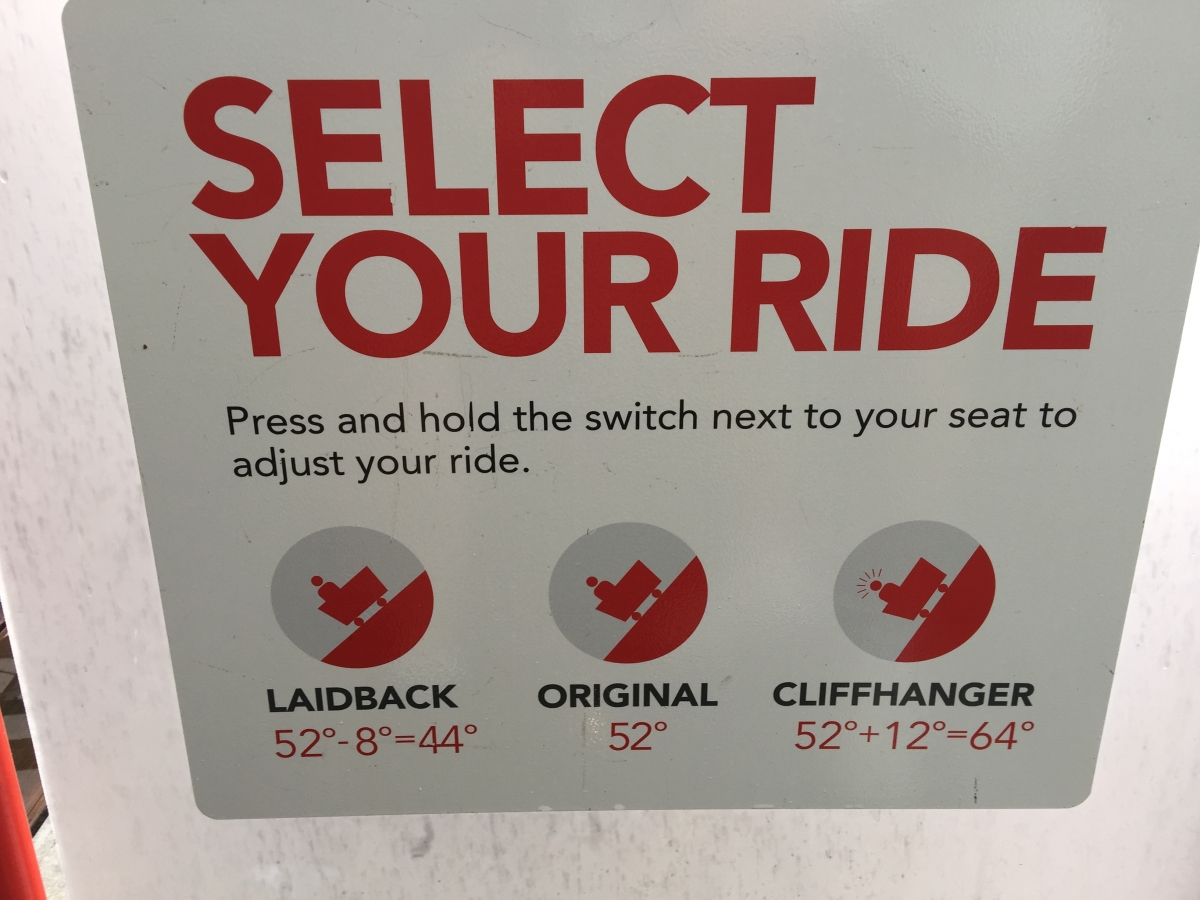 SELECT
YOUR RIDE
Press and hold the switch next to your seat to
adjust your ride.
LAIDBACK ORIGINAL CLIFFHANGER
52°-8°=44° 52° 52°+12°=64°